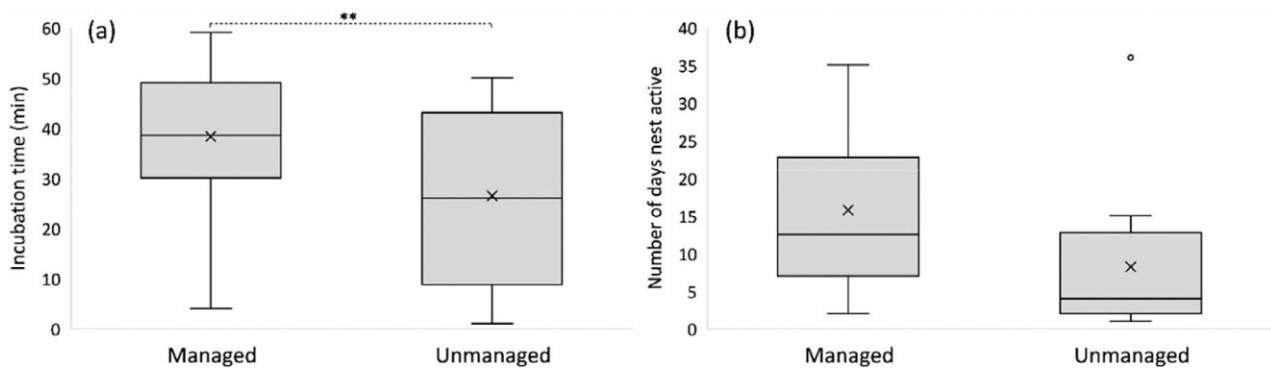 (a)
**
Incubation time (min)
60
50
40
30
20
10
0
Managed
Unmanaged
(b)
Number of days nest active
40
35
30
25
20
15
10
5
0
Managed
Unmanaged